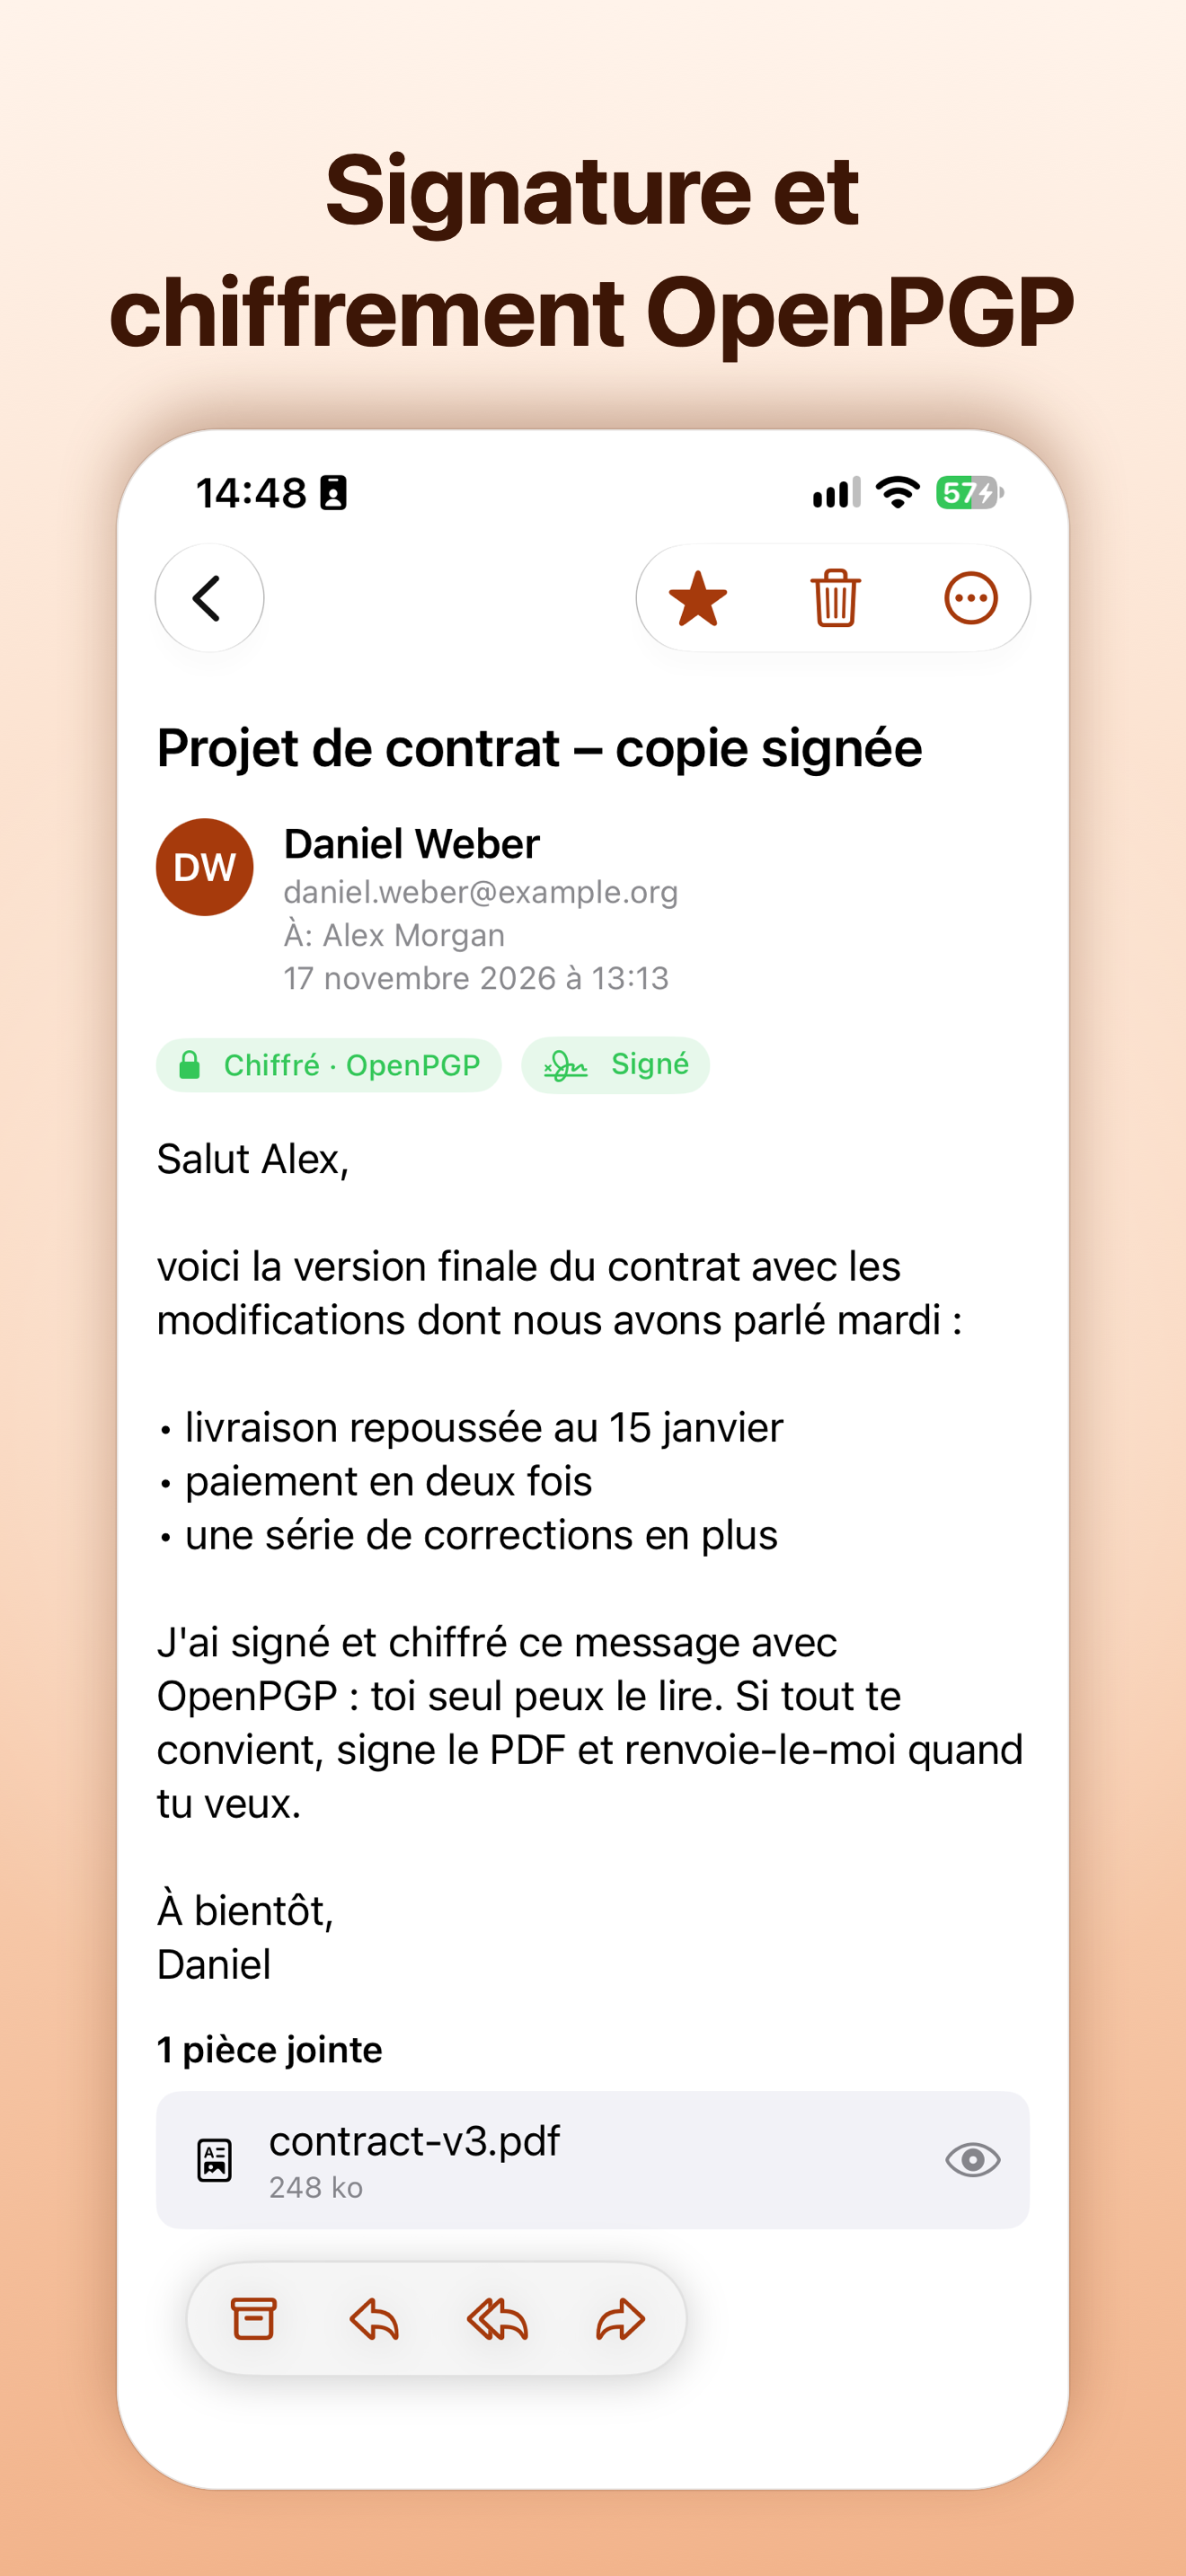 Signature et
chiffrement OpenPGP
14:48
57
Projet de contrat – copie signée
DW
Daniel Weber
daniel.weber@example.org
À: Alex Morgan
17 novembre 2026 à 13:13
Chiffré · OpenPGP
Signé
Salut Alex,
voici la version finale du contrat avec les
modifications dont nous avons parlé mardi :
• livraison repoussée au 15 janvier
• paiement en deux fois
• une série de corrections en plus
J'ai signé et chiffré ce message avec
OpenPGP : toi seul peux le lire. Si tout te
convient, signe le PDF et renvoie-le-moi quand
tu veux.
À bientôt,
Daniel
1 pièce jointe
contract-v3.pdf
248 ko